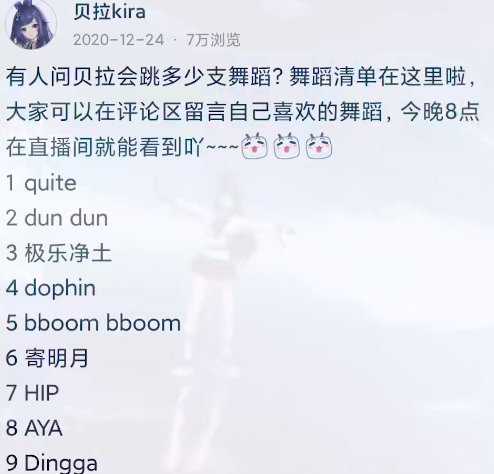 贝拉kira
2020-12-24 · 7万浏览
有人问贝拉会跳多少支舞蹈？舞蹈清单在这里啦，
大家可以在评论区留言自己喜欢的舞蹈，今晚8点
在直播间就能看到吖~~~
1 quite
2 dun dun
3 极乐净土
4 dophin
5 bboom bboom
6 寄明月
7 HIP
8 AYA
9 Dingga